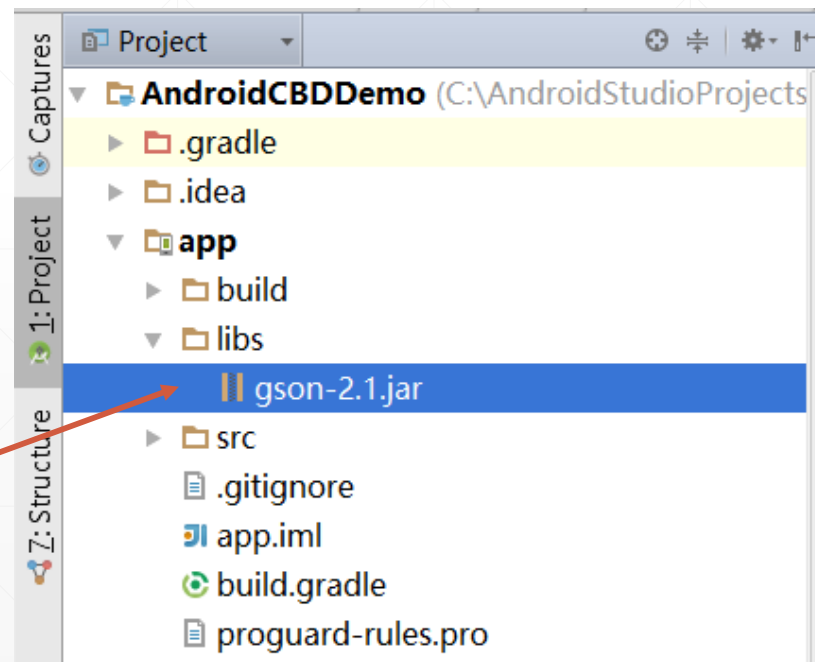 Project
AndroidCBDDemo (C:\AndroidStudioProjects
.gradle
.idea
app
build
libs
gson-2.1.jar
src
.gitignore
app.iml
build.gradle
proguard-rules.pro
Captures
1: Project
7: Structure